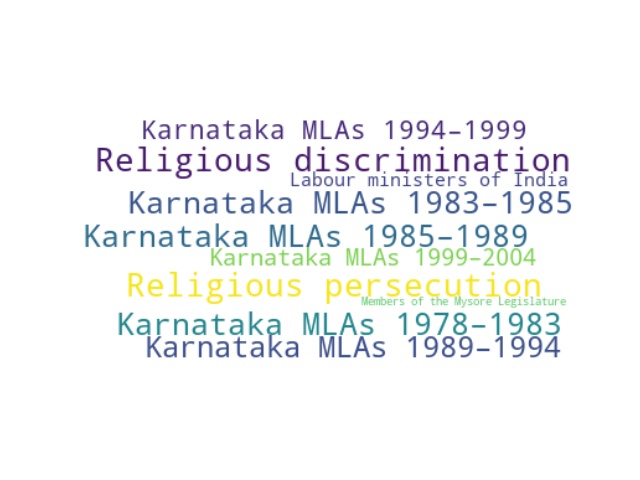 Karnataka MLAs 1994–1999
Religious discrimination
Labour ministers of India
Karnataka MLAs 1983–1985
Karnataka MLAs 1985–1989
Karnataka MLAs 1999–2004
Religious persecution
Members of the Mysore Legislature
Karnataka MLAs 1978–1983
Karnataka MLAs 1989–1994